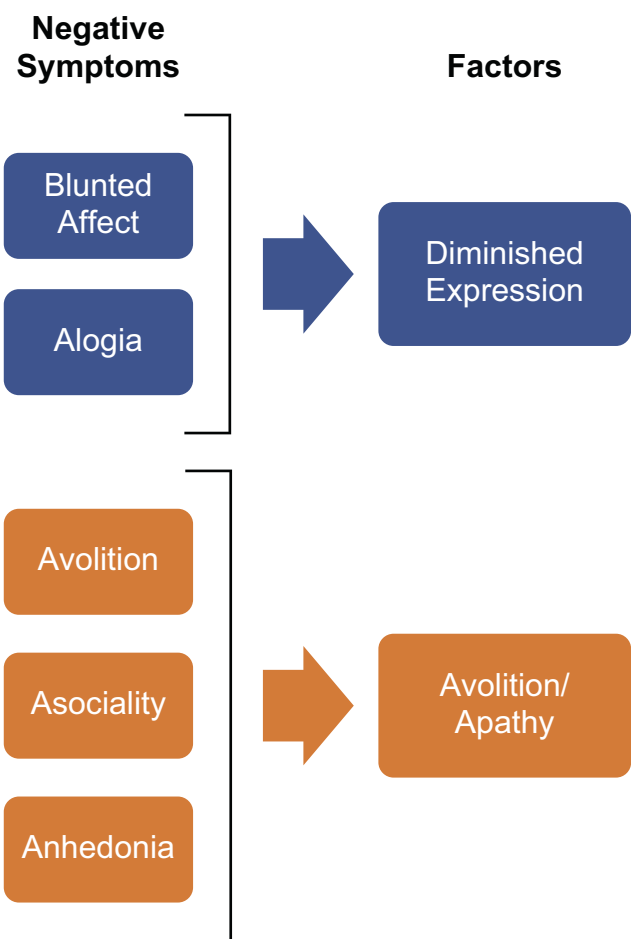 Negative
Symptoms
Factors
Blunted
Affect
Alogia
Diminished
Expression
Avolition
Asociality
Anhedonia
Avolition/
Apathy